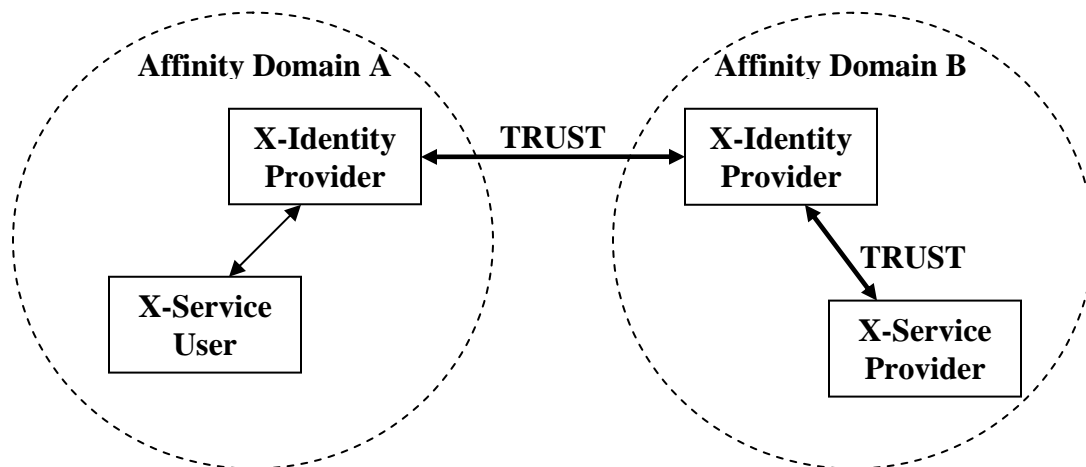 Affinity Domain A
Affinity Domain B
X-Identity
Provider
TRUST
X-Identity
Provider
TRUST
X-Service
User
X-Service
Provider